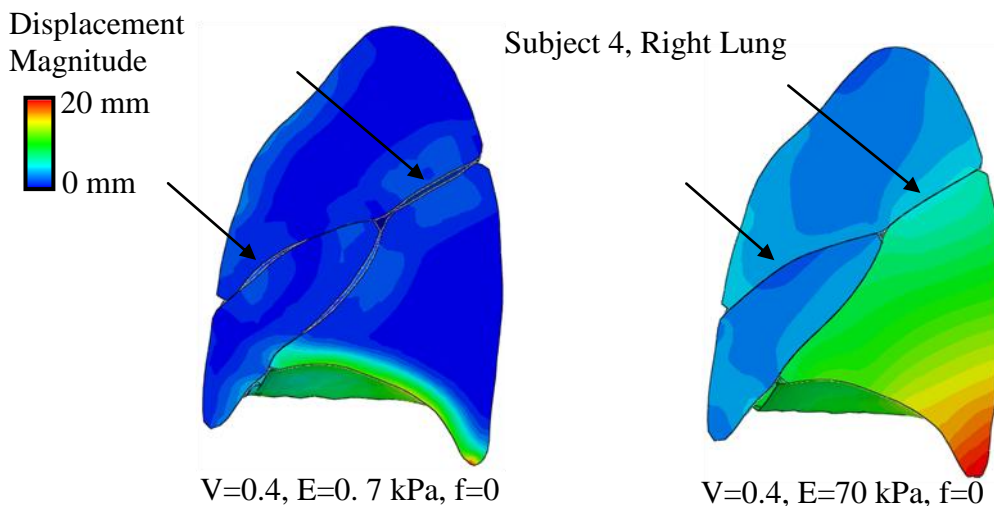 Displacement
Magnitude
20 mm
0 mm
Subject 4, Right Lung
V=0.4, E=0. 7 kPa, f=0
V=0.4, E=70 kPa, f=0